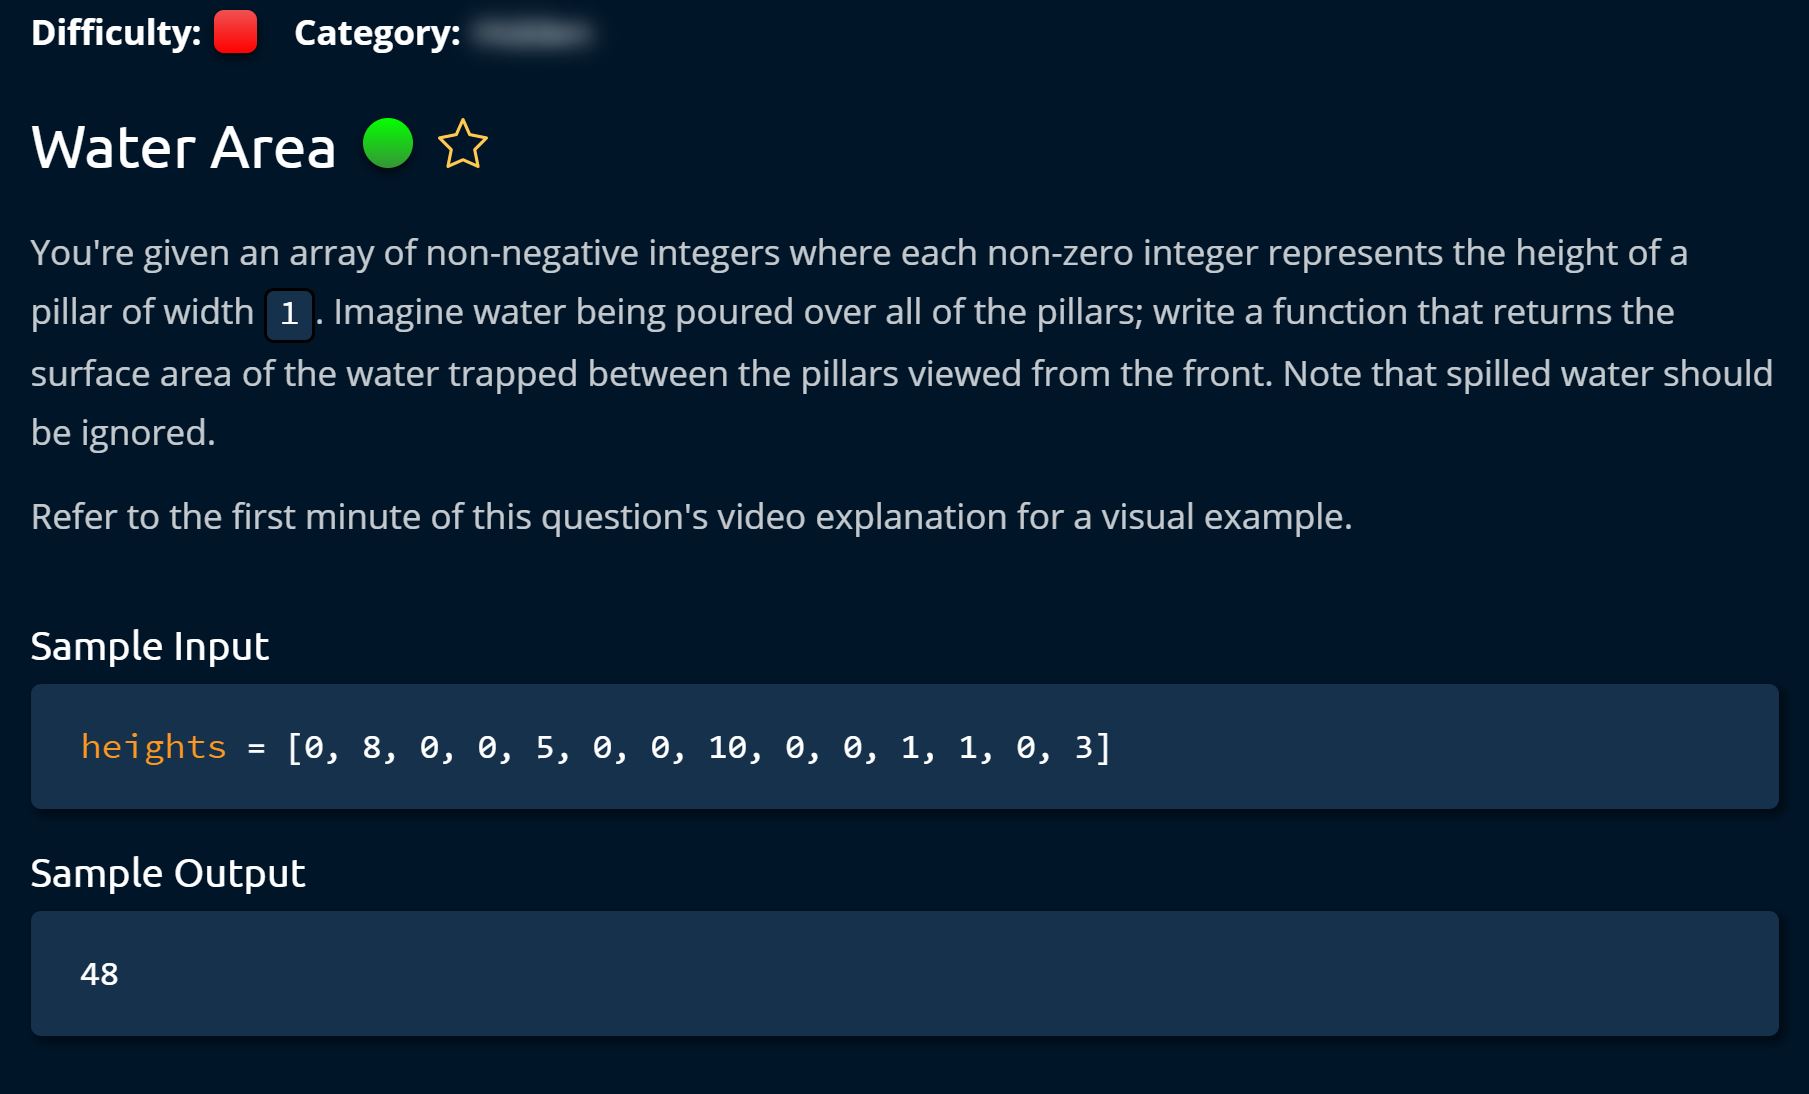 Difficulty: Category:
Water Area
You're given an array of non-negative integers where each non-zero integer represents the height of a
pillar of width 1. Imagine water being poured over all of the pillars; write a function that returns the
surface area of the water trapped between the pillars viewed from the front. Note that spilled water should
be ignored.
Refer to the first minute of this question's video explanation for a visual example.
Sample Input
heights = [0, 8, 0, 0, 5, 0, 0, 10, 0, 0, 1, 1, 0, 3]
Sample Output
48